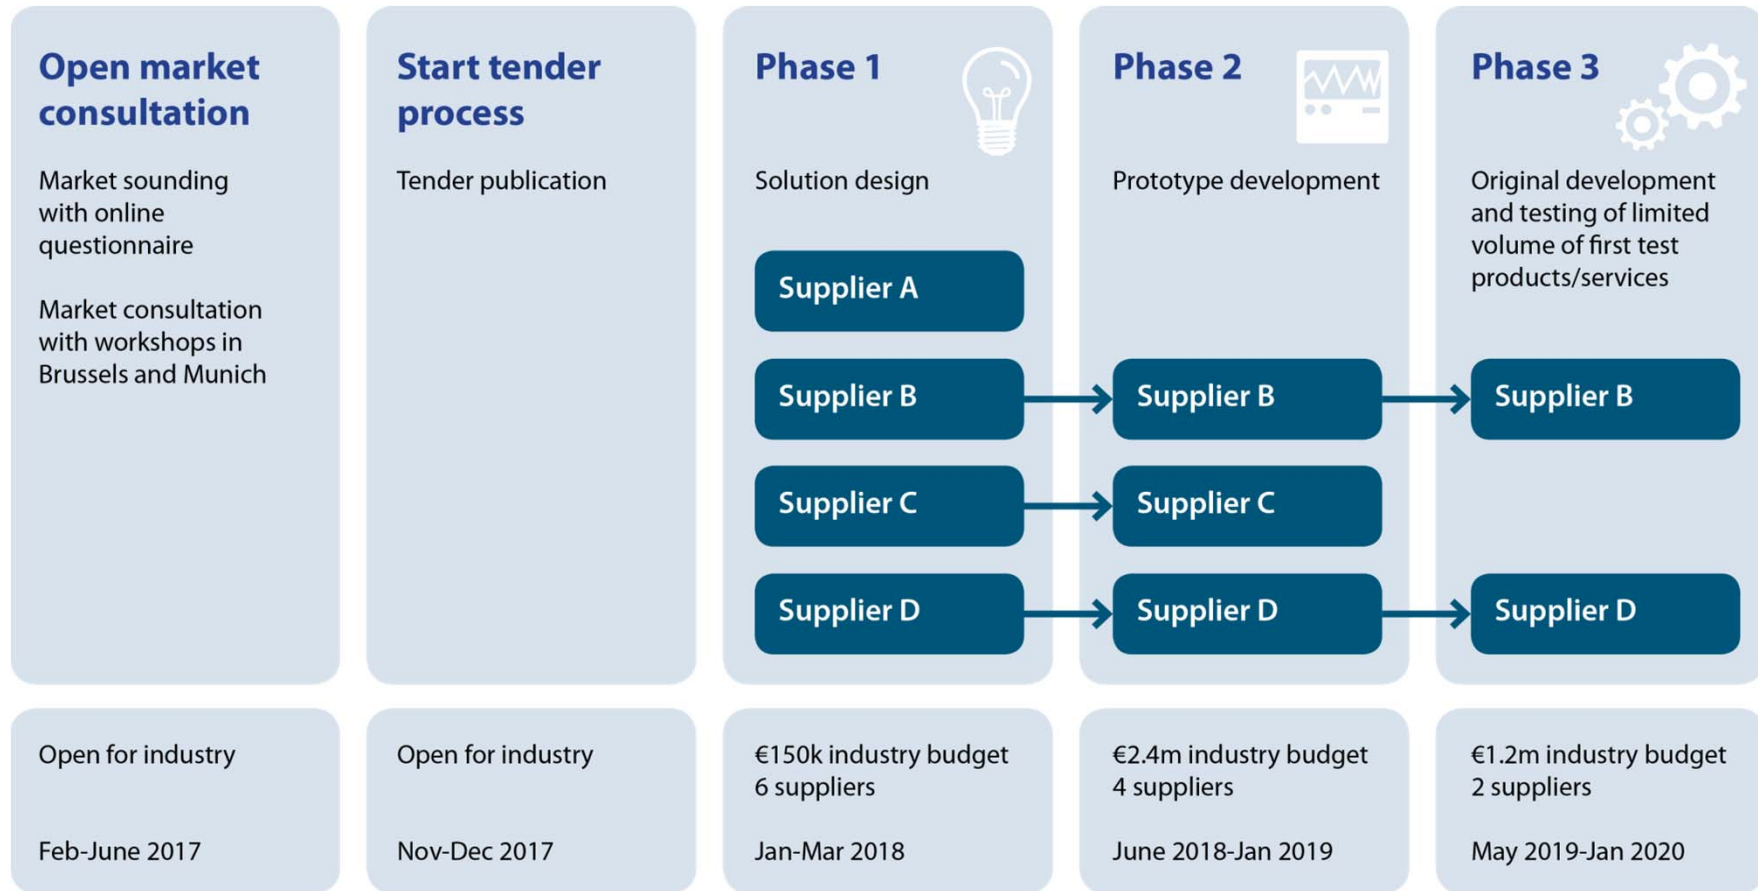 Open market
consultation
Market sounding
with online
questionnaire
Market consultation
with workshops in
Brussels and Munich
Open for industry
Feb-June 2017
Start tender
process
Tender publication
Open for industry
Nov-Dec 2017
Phase 1
Solution design
Supplier A
Supplier B
Supplier C
Supplier D
€150k industry budget
6 suppliers
Jan-Mar 2018
Phase 2
Prototype development
Supplier B
Supplier C
Supplier D
€2.4m industry budget
4 suppliers
June 2018-Jan 2019
Phase 3
Original development
and testing of limited
volume of first test
products/services
Supplier B
Supplier D
€1.2m industry budget
2 suppliers
May 2019-Jan 2020